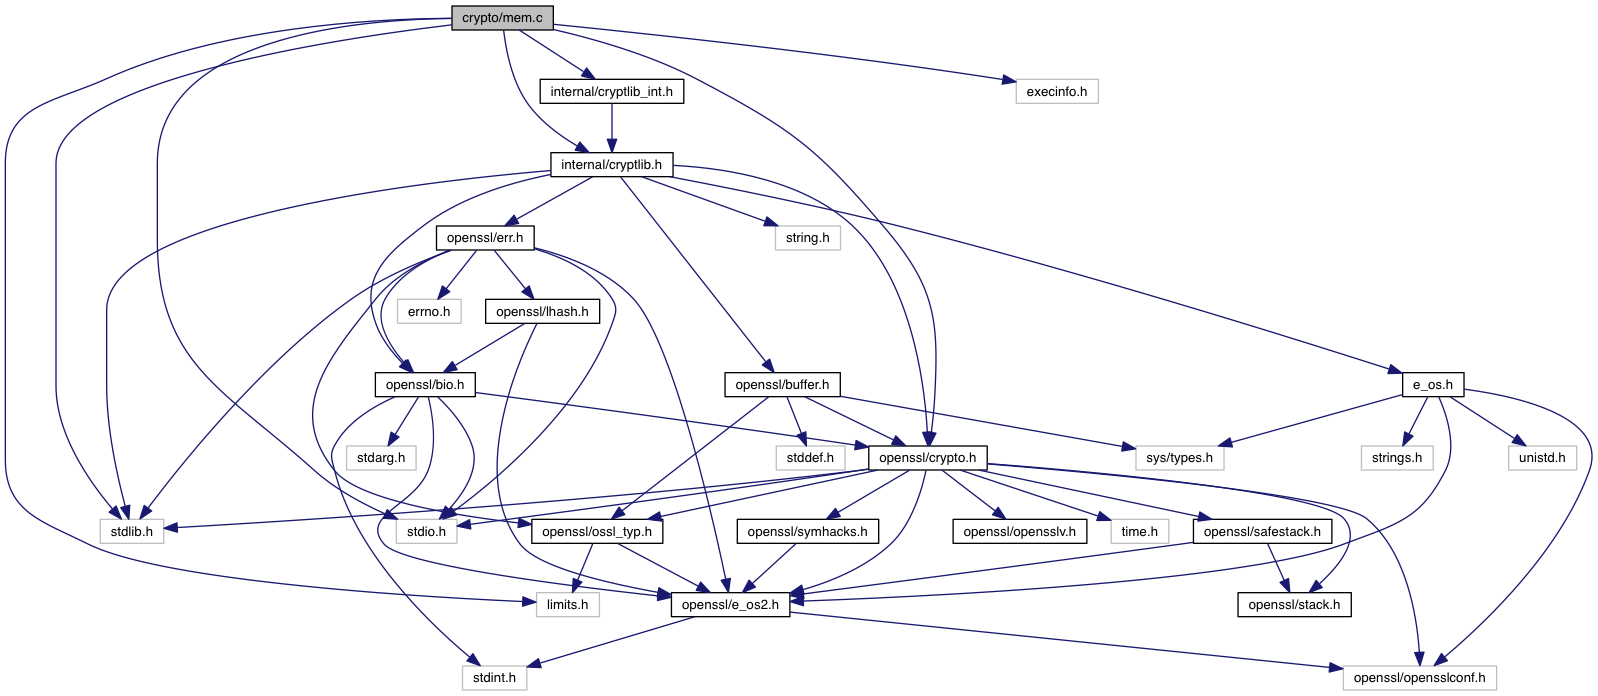 crypto/mem.c
internal/cryptlib_int.h
execinfo.h
internal/cryptlib.h
openssl/err.h
string.h
errno.h
openssl/lhash.h
openssl/bio.h
openssl/buffer.h
e_os.h
stdarg.h
stddef.h
openssl/crypto.h
sys/types.h
strings.h
unistd.h
stdlib.h
stdio.h
openssl/ossl_typ.h
openssl/symhacks.h
openssl/opensslv.h
time.h
openssl/safestack.h
limits.h
openssl/e_os2.h
openssl/stack.h
stdint.h
openssl/opensslconf.h